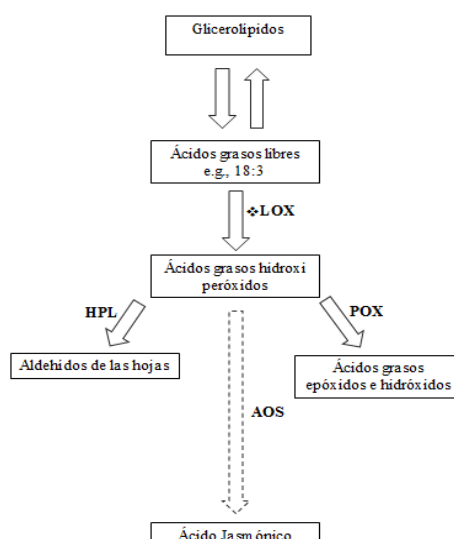 Glicerolípidos
Ácidos grasos libres
e.g., 18:3
❖LOX
Ácidos grasos hidroxi
peróxidos
HPL
POX
Aldehidos de las hojas
Ácidos grasos
epóxidos e hidróxidos
AOS
Ácido Jasmónico